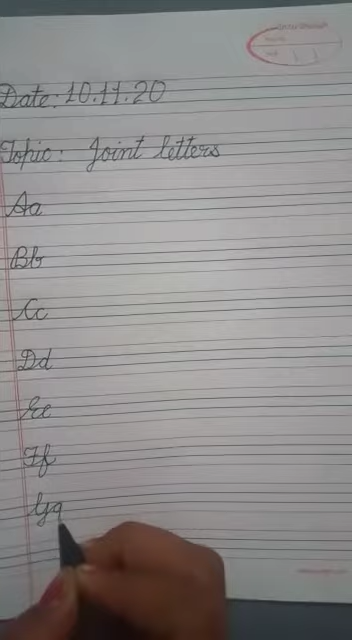 Date: 10.11.20
Topic: Joint letters
Aa
Bb
Cc
Dd
Ee
Ff
Gg